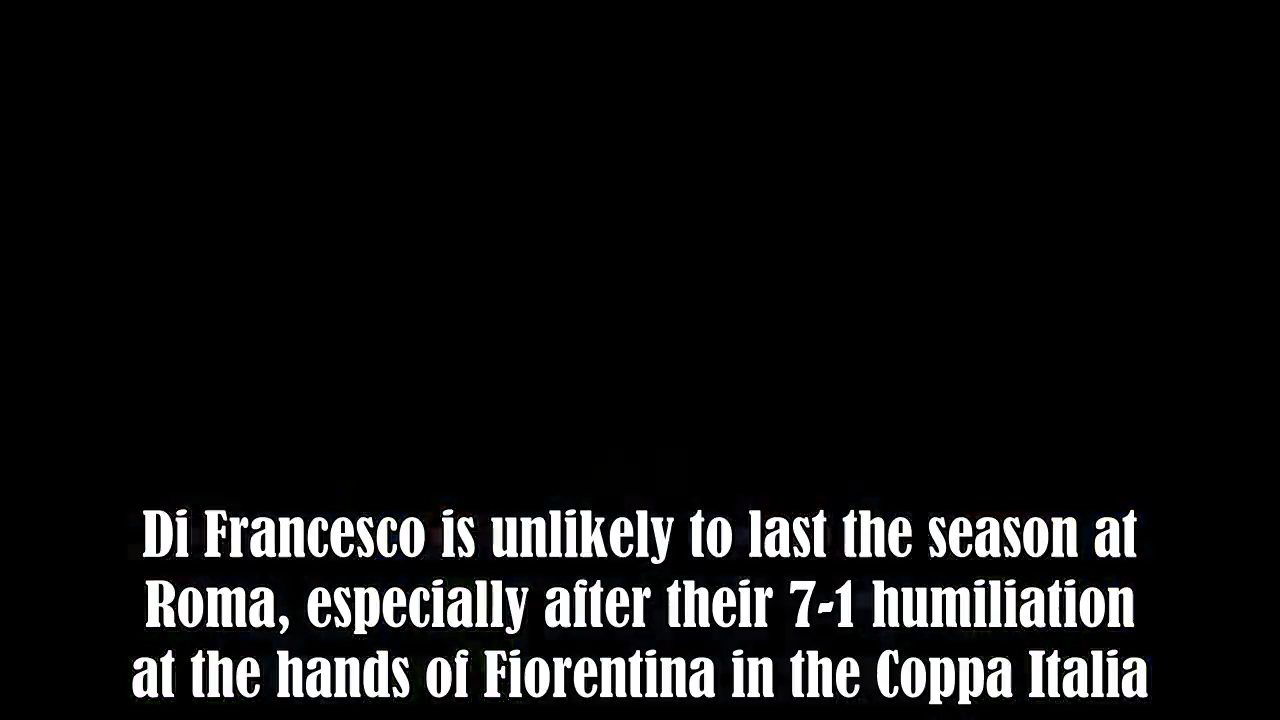 Di Francesco is unlikely to last the season at
Roma, especially after their 7-1 humiliation
at the hands of Fiorentina in the Coppa Italia